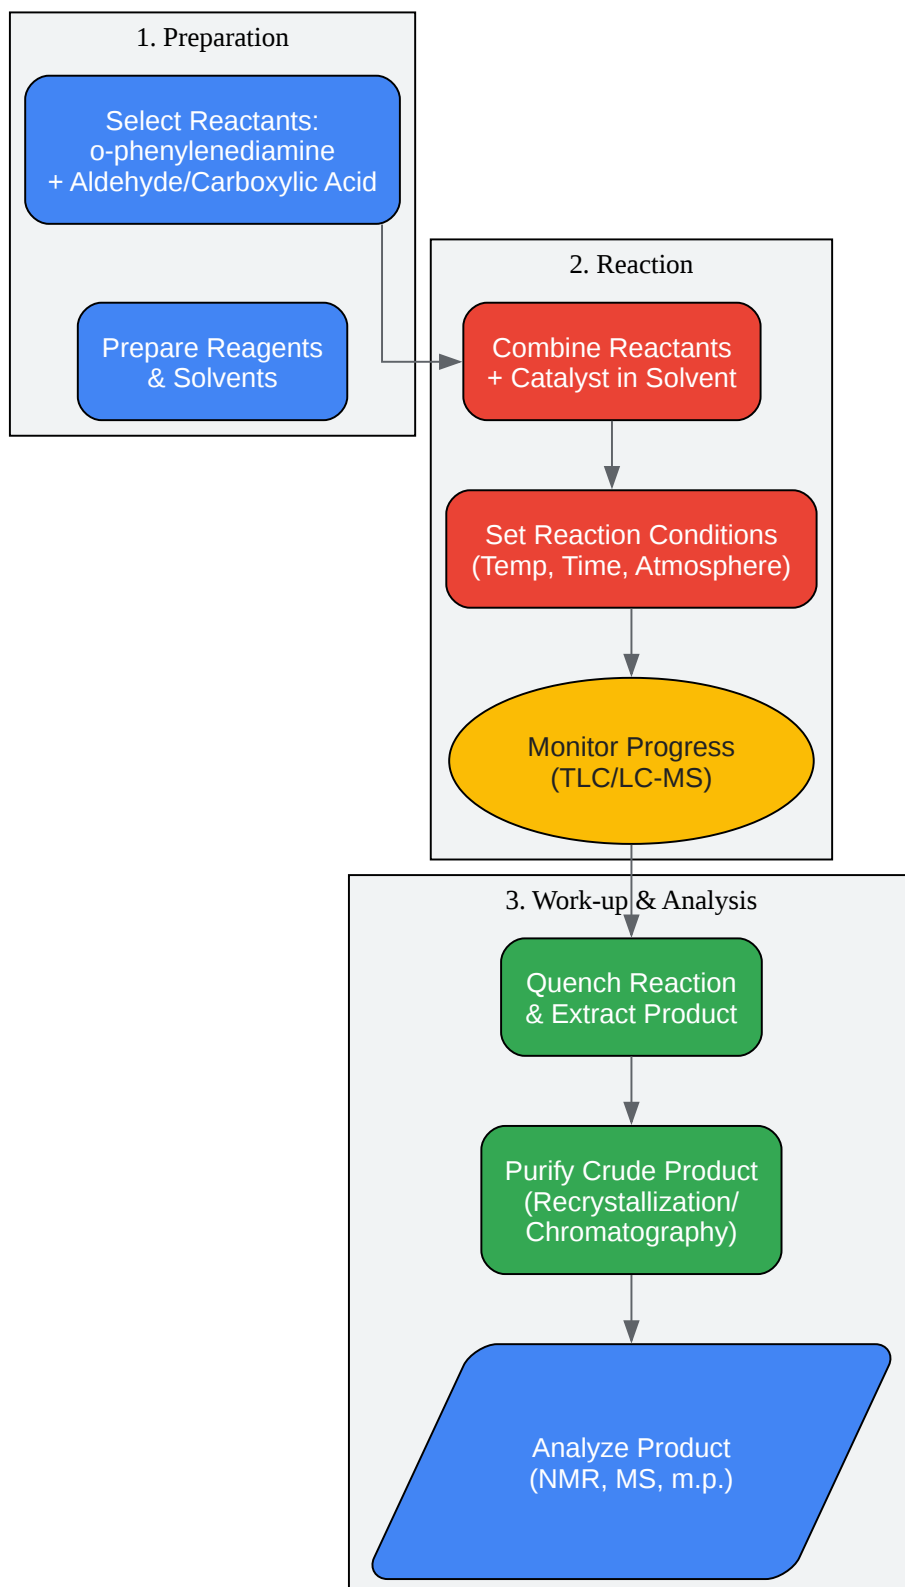 1. Preparation
Select Reactants:
o-phenylenediamine
+ Aldehyde/Carboxylic Acid
Prepare Reagents
& Solvents
2. Reaction
Combine Reactants
+ Catalyst in Solvent
Set Reaction Conditions
(Temp, Time, Atmosphere)
Monitor Progress
(TLC/LC-MS)
3. Work-up & Analysis
Quench Reaction
& Extract Product
Purify Crude Product
(Recrystallization/
Chromatography)
Analyze Product
(NMR, MS, m.p.)